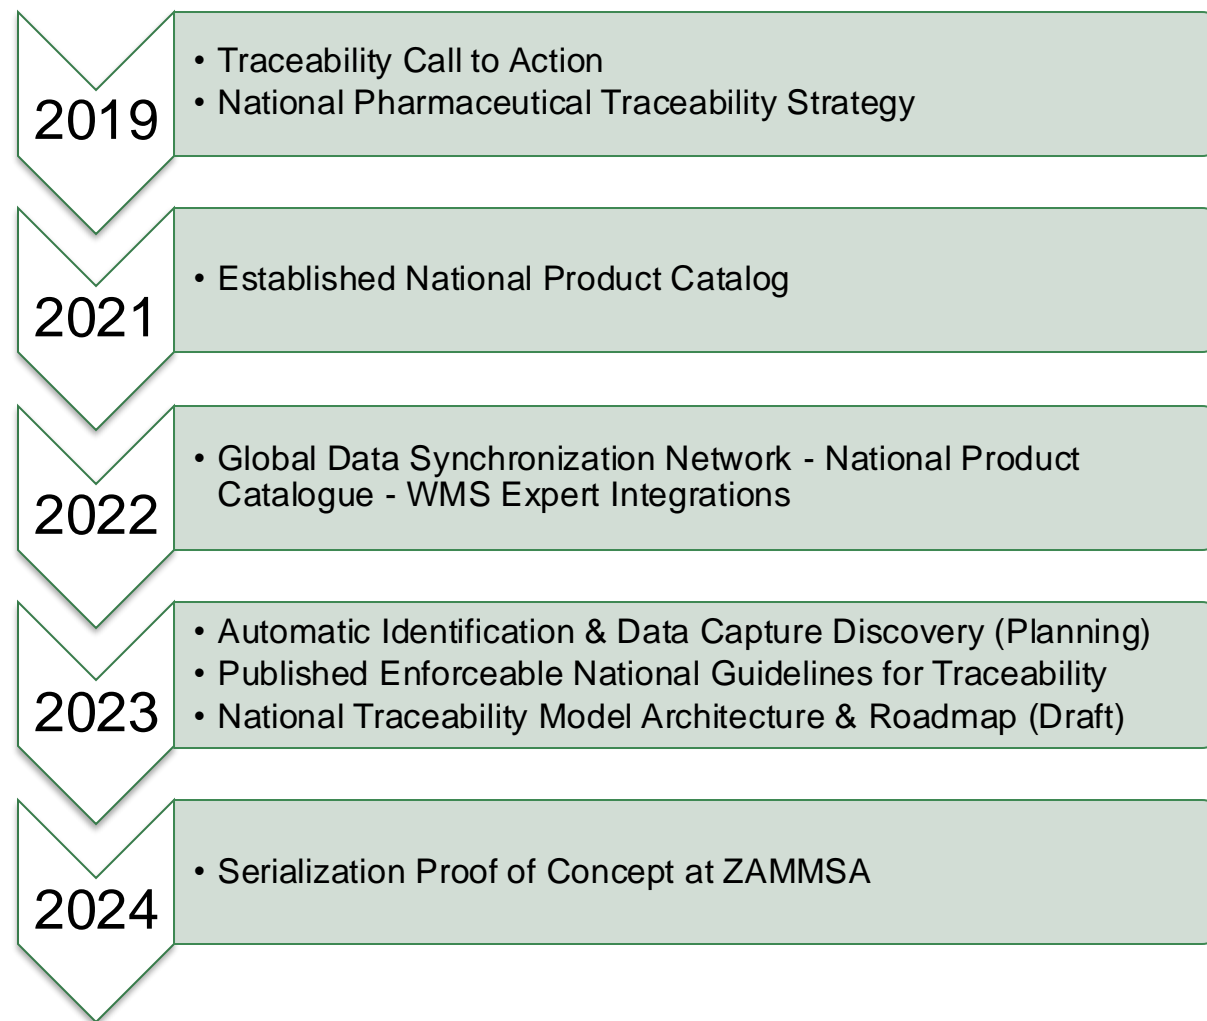 2019
• Traceability Call to Action
• National Pharmaceutical Traceability Strategy
2021
• Established National Product Catalog
2022
• Global Data Synchronization Network - National Product
Catalogue - WMS Expert Integrations
2023
• Automatic Identification & Data Capture Discovery (Planning)
• Published Enforceable National Guidelines for Traceability
• National Traceability Model Architecture & Roadmap (Draft)
2024
• Serialization Proof of Concept at ZAMMSA